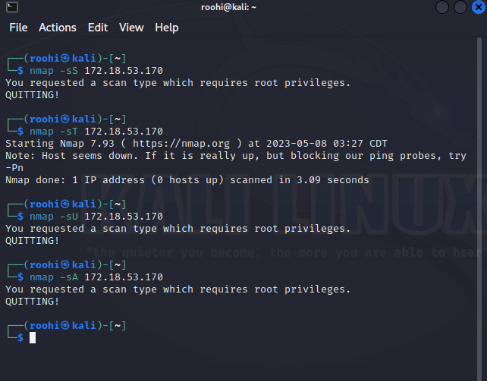 roohi@kali: ~
File Actions Edit View Help
┌──(roohi㉿kali)-[~]
└─$ nmap -sS 172.18.53.170
You requested a scan type which requires root privileges.
QUITTING!
┌──(roohi㉿kali)-[~]
└─$ nmap -sT 172.18.53.170
Starting Nmap 7.93 ( https://nmap.org ) at 2023-05-08 03:27 CDT
Note: Host seems down. If it is really up, but blocking our ping probes, try
-Pn
Nmap done: 1 IP address (0 hosts up) scanned in 3.09 seconds
┌──(roohi㉿kali)-[~]
└─$ nmap -sU 172.18.53.170
You requested a scan type which requires root privileges.
QUITTING!
KALI LINUX
"the quieter you become, the more you are able to hear"
┌──(roohi㉿kali)-[~]
└─$ nmap -sA 172.18.53.170
You requested a scan type which requires root privileges.
QUITTING!
┌──(roohi㉿kali)-[~]
└─$